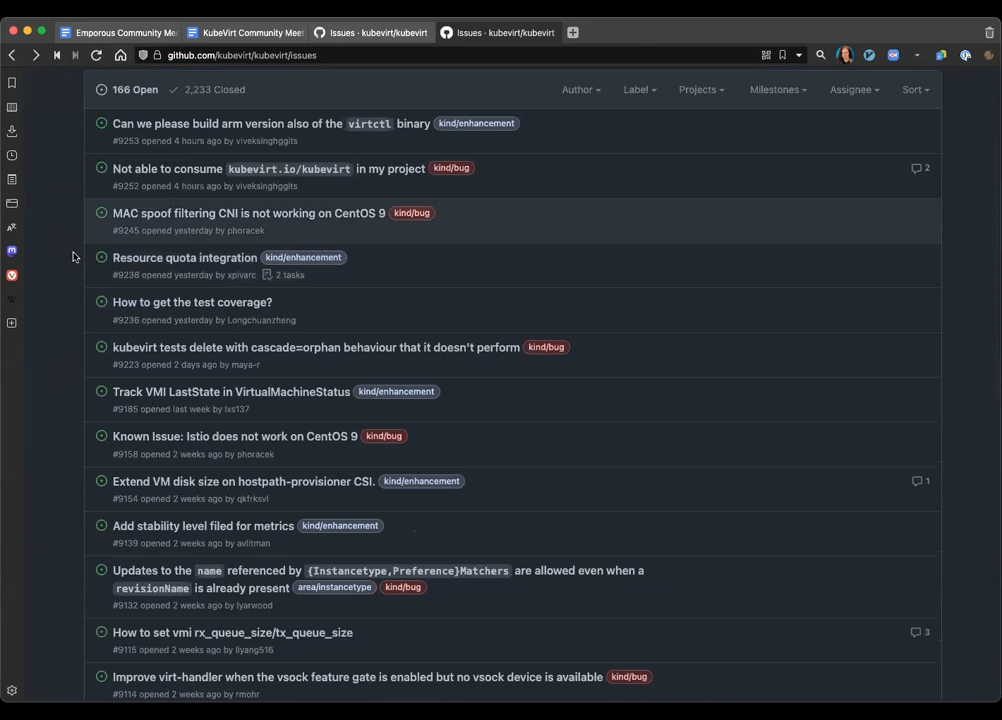 Emporous Community Mee
KubeVirt Community Meet
Issues · kubevirt/kubevirt
Issues · kubevirt/kubevirt
github.com/kubevirt/kubevirt/issues
166 Open 2,233 Closed Author Label Projects Milestones Assignee Sort
Can we please build arm version also of the virtctl binary kind/enhancement
#9253 opened 4 hours ago by viveksinghggits
Not able to consume kubevirt.io/kubevirt in my project kind/bug 2
#9252 opened 4 hours ago by viveksinghggits
MAC spoof filtering CNI is not working on CentOS 9 kind/bug
#9245 opened yesterday by phoracek
Resource quota integration kind/enhancement
#9238 opened yesterday by xpivarc 2 tasks
How to get the test coverage?
#9236 opened yesterday by Longchuanzheng
kubevirt tests delete with cascade=orphan behaviour that it doesn't perform kind/bug
#9223 opened 2 days ago by maya-r
Track VMI LastState in VirtualMachineStatus kind/enhancement
#9185 opened last week by lxs137
Known Issue: Istio does not work on CentOS 9 kind/bug
#9158 opened 2 weeks ago by phoracek
Extend VM disk size on hostpath-provisioner CSI. kind/enhancement 1
#9154 opened 2 weeks ago by qkfrksvl
Add stability level filed for metrics kind/enhancement
#9139 opened 2 weeks ago by avlitman
Updates to the name referenced by {Instancetype,Preference}Matchers are allowed even when a
revisionName is already present area/instancetype kind/bug
#9132 opened 2 weeks ago by lyarwood
How to set vmi rx_queue_size/tx_queue_size 3
#9115 opened 2 weeks ago by liyang516
Improve virt-handler when the vsock feature gate is enabled but no vsock device is available kind/bug
#9114 opened 2 weeks ago by rmohr